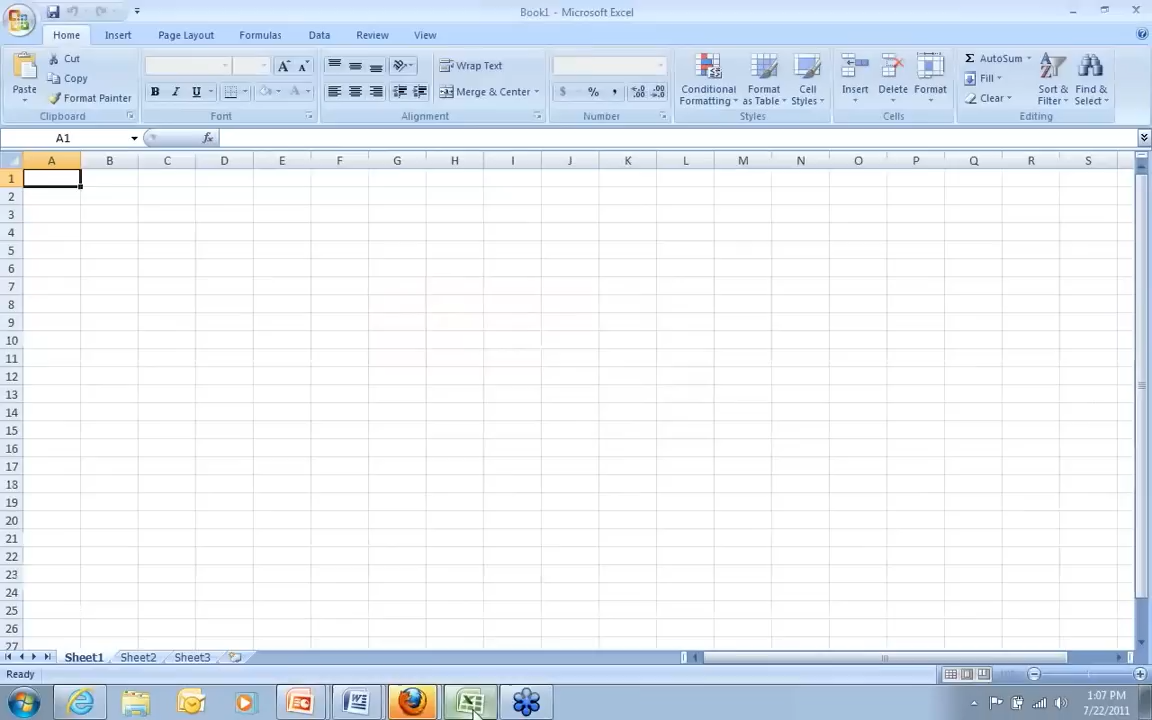 Book1 - Microsoft Excel
Home Insert Page Layout Formulas Data Review View
Paste
Cut
Copy
Format Painter
Clipboard
B I U
Font
Wrap Text
Merge & Center
Alignment
$ % ,
Number
Conditional Formatting
Format as Table
Cell Styles
Styles
Insert
Delete
Format
Cells
AutoSum
Fill
Clear
Sort & Filter
Find & Select
Editing
A1 fx
A B C D E F G H I J K L M N O P Q R S
1
2
3
4
5
6
7
8
9
10
11
12
13
14
15
16
17
18
19
20
21
22
23
24
25
26
27
Sheet1 Sheet2 Sheet3
Ready
1:07 PM
7/22/2011